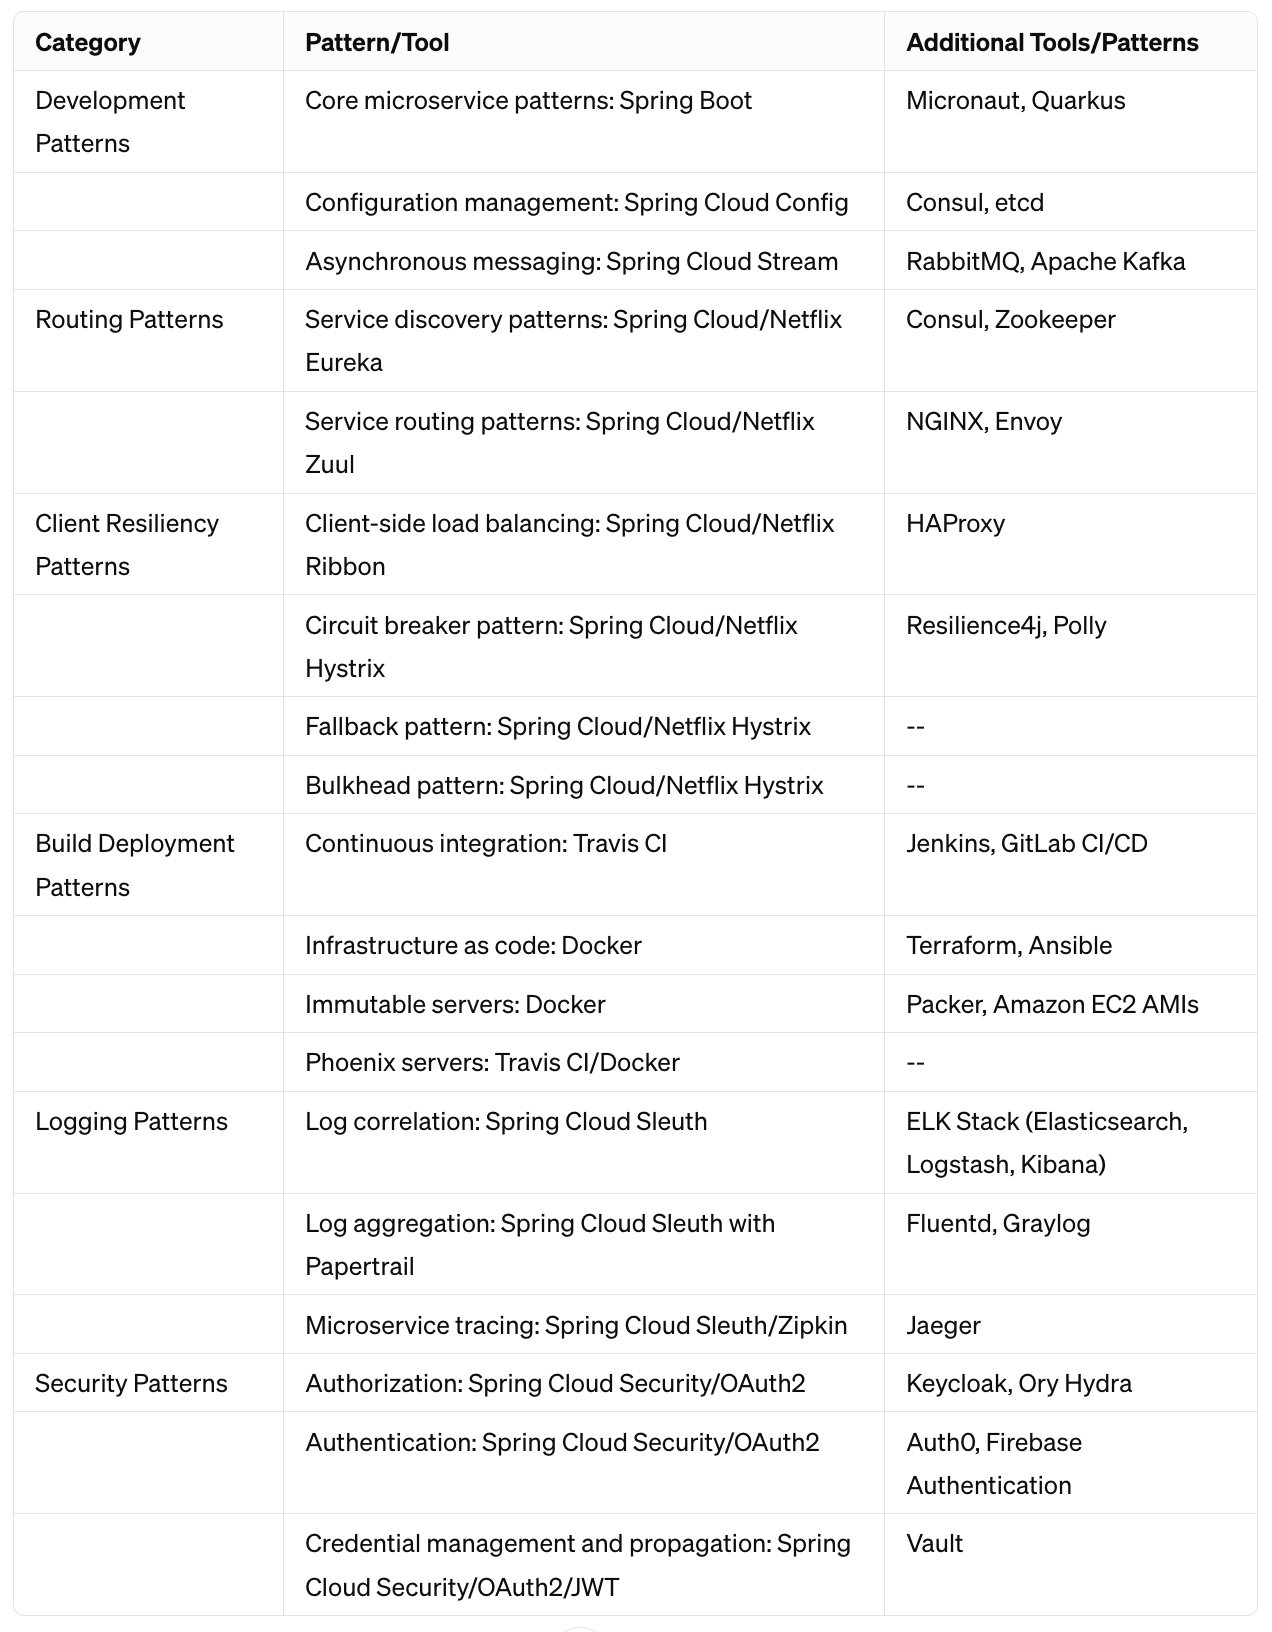 Category Pattern/Tool Additional Tools/Patterns
Development Core microservice patterns: Spring Boot Micronaut, Quarkus
Patterns
Configuration management: Spring Cloud Config Consul, etcd
Asynchronous messaging: Spring Cloud Stream RabbitMQ, Apache Kafka
Routing Patterns Service discovery patterns: Spring Cloud/Netflix Consul, Zookeeper
Eureka
Service routing patterns: Spring Cloud/Netflix NGINX, Envoy
Zuul
Client Resiliency Client-side load balancing: Spring Cloud/Netflix HAProxy
Patterns Ribbon
Circuit breaker pattern: Spring Cloud/Netflix Resilience4j, Polly
Hystrix
Fallback pattern: Spring Cloud/Netflix Hystrix --
Bulkhead pattern: Spring Cloud/Netflix Hystrix --
Build Deployment Continuous integration: Travis CI Jenkins, GitLab CI/CD
Patterns
Infrastructure as code: Docker Terraform, Ansible
Immutable servers: Docker Packer, Amazon EC2 AMIs
Phoenix servers: Travis CI/Docker --
Logging Patterns Log correlation: Spring Cloud Sleuth ELK Stack (Elasticsearch,
Logstash, Kibana)
Log aggregation: Spring Cloud Sleuth with Fluentd, Graylog
Papertrail
Microservice tracing: Spring Cloud Sleuth/Zipkin Jaeger
Security Patterns Authorization: Spring Cloud Security/OAuth2 Keycloak, Ory Hydra
Authentication: Spring Cloud Security/OAuth2 Auth0, Firebase
Authentication
Credential management and propagation: Spring Vault
Cloud Security/OAuth2/JWT